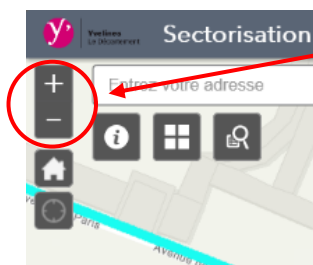 y'
Yvelines
Le Département
Sectorisation
+
Entrez votre adresse
−
i
Paris
Avenue